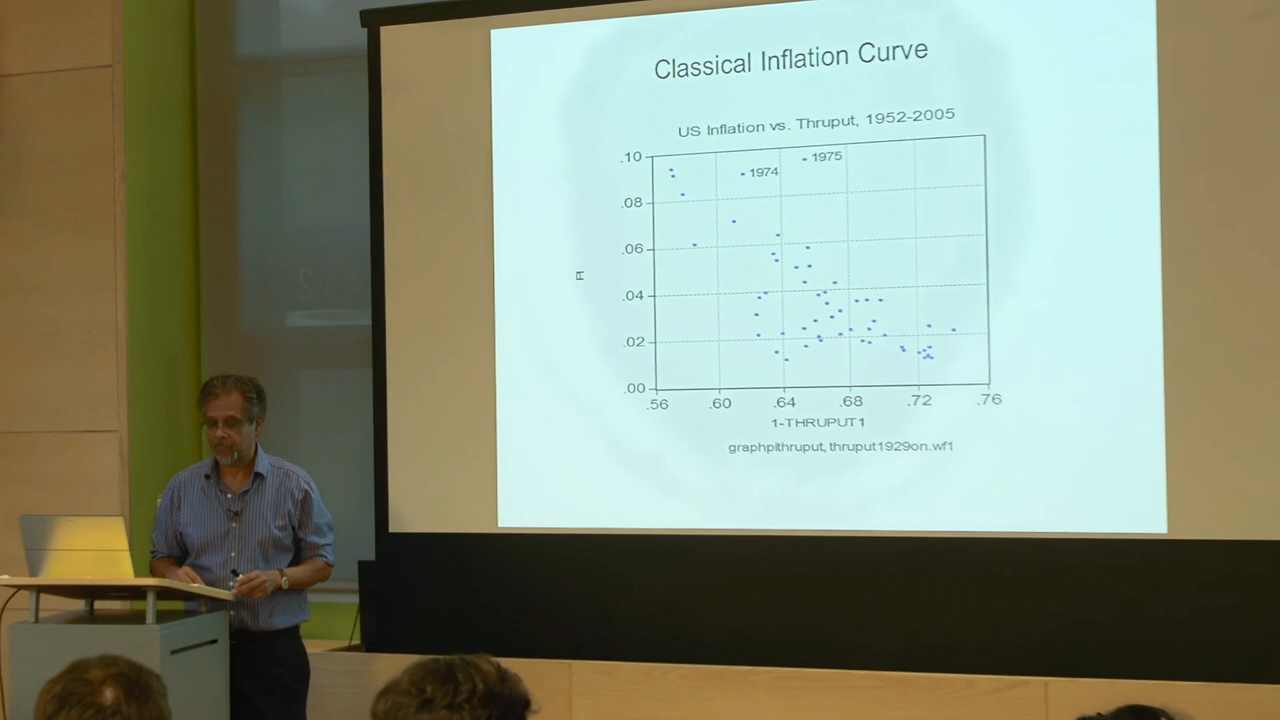 Classical Inflation Curve
US Inflation vs. Thruput, 1952-2005
.10
1975
1974
.08
.06
PI
.04
.02
.00
.56 .60 .64 .68 .72 .76
1-THRUPUT1
graphpithruput, thruput1929on.wf1